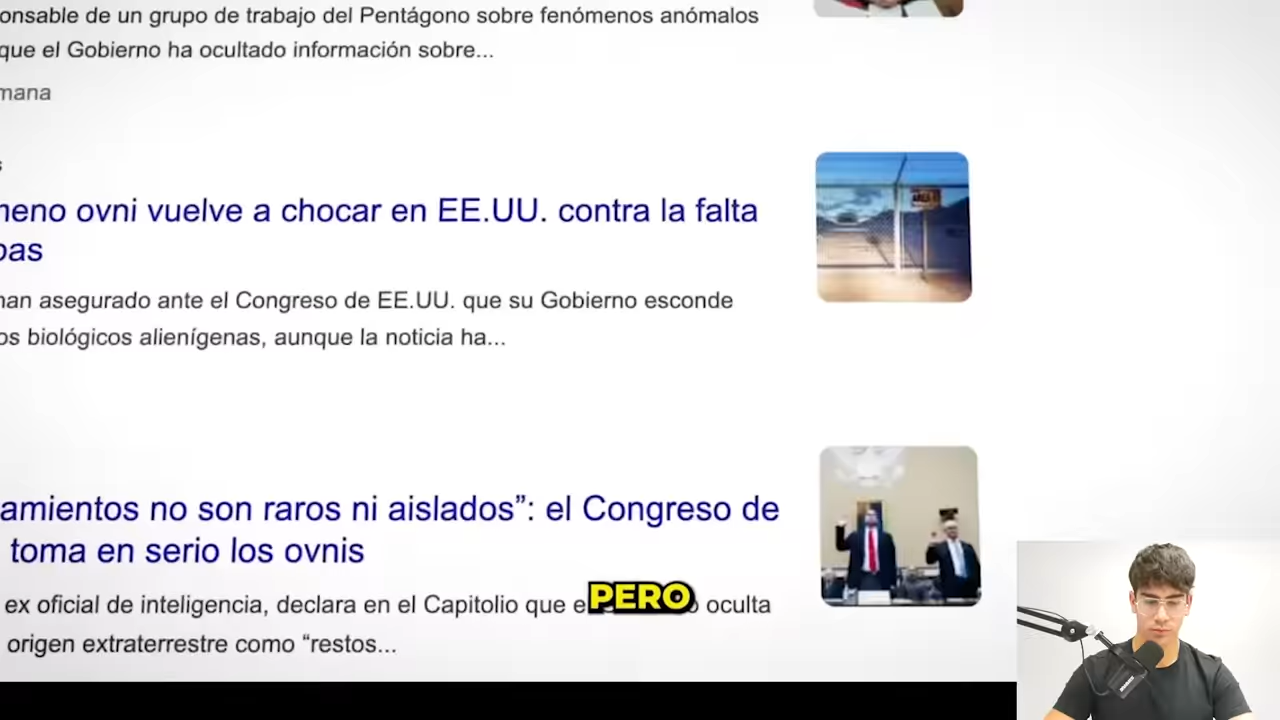 onsable de un grupo de trabajo del Pentágono sobre fenómenos anómalos
que el Gobierno ha ocultado información sobre...
mana
s
neno ovni vuelve a chocar en EE.UU. contra la falta
bas
han asegurado ante el Congreso de EE.UU. que su Gobierno esconde
os biológicos alienígenas, aunque la noticia ha...
amientos no son raros ni aislados”: el Congreso de
toma en serio los ovnis
ex oficial de inteligencia, declara en el Capitolio que e
PERO
oculta
origen extraterrestre como “restos...